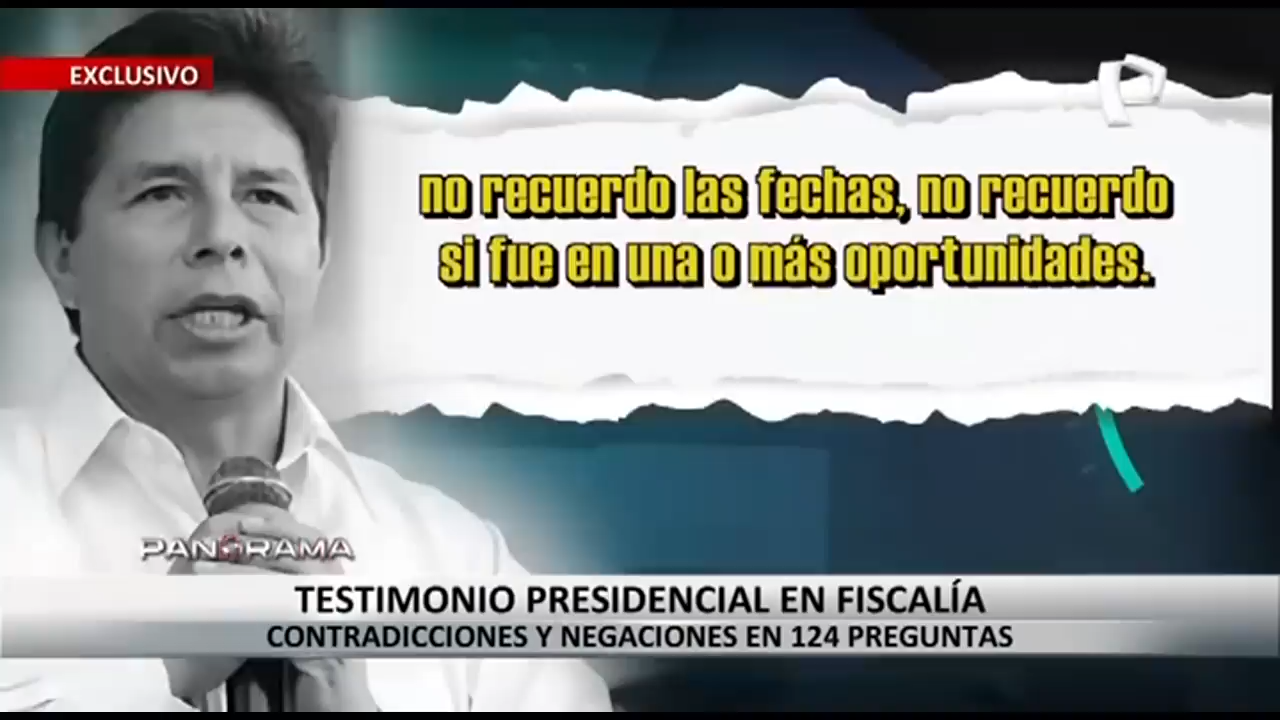 EXCLUSIVO
no recuerdo las fechas, no recuerdo
si fue en una o más oportunidades.
PANORAMA
TESTIMONIO PRESIDENCIAL EN FISCALÍA
CONTRADICCIONES Y NEGACIONES EN 124 PREGUNTAS